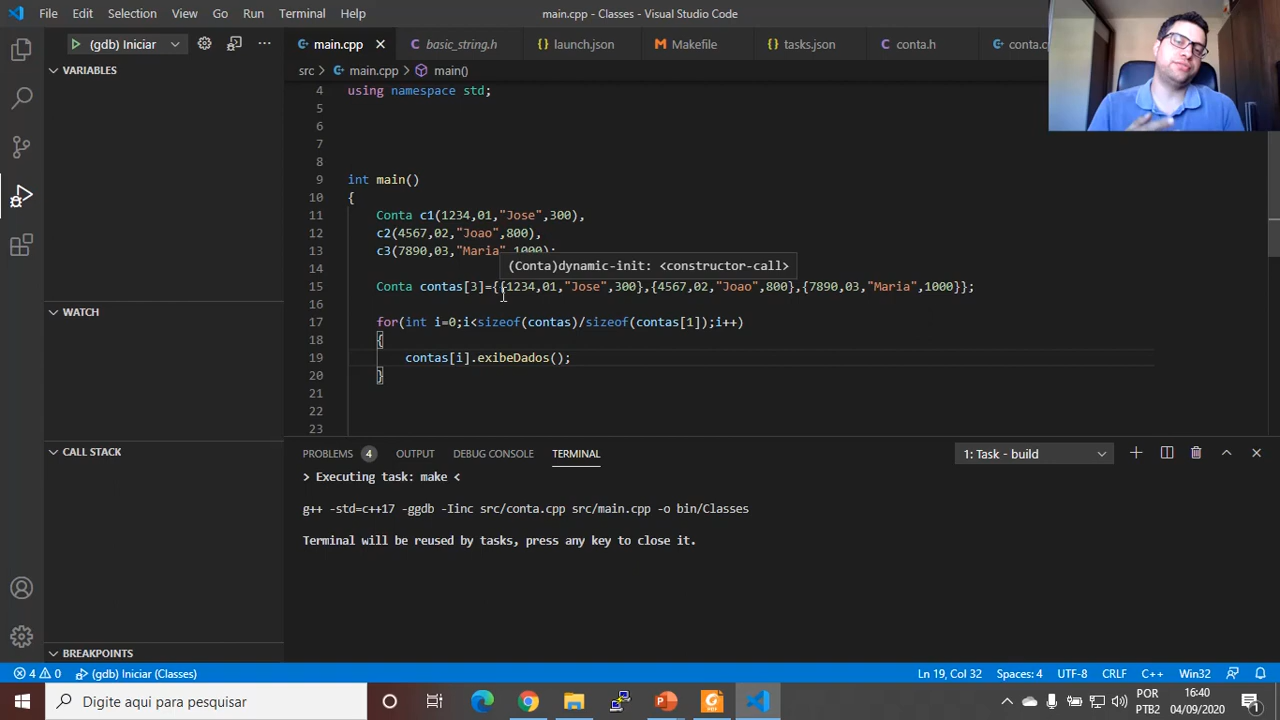 File Edit Selection View Go Run Terminal Help main.cpp - Classes - Visual Studio Code
(gdb) Iniciar
main.cpp basic_string.h launch.json Makefile tasks.json conta.h conta.c
src > main.cpp > main()
VARIABLES
WATCH
CALL STACK
BREAKPOINTS
4 using namespace std;
5
6
7
8
9 int main()
10 {
11 Conta c1(1234,01,"Jose",300),
12 c2(4567,02,"Joao",800),
13 c3(7890,03,"Maria",1000);
(Conta)dynamic-init: <constructor-call>
14
15 Conta contas[3]={{1234,01,"Jose",300},{4567,02,"Joao",800},{7890,03,"Maria",1000}};
16
17 for(int i=0;i<sizeof(contas)/sizeof(contas[1]);i++)
18 {
19 contas[i].exibeDados();
20 }
21
22
23
PROBLEMS 4 OUTPUT DEBUG CONSOLE TERMINAL 1: Task - build
> Executing task: make <
g++ -std=c++17 -ggdb -Iinc src/conta.cpp src/main.cpp -o bin/Classes
Terminal will be reused by tasks, press any key to close it.
4 0 (gdb) Iniciar (Classes) Ln 19, Col 32 Spaces: 4 UTF-8 CRLF C++ Win32
Digite aqui para pesquisar
POR 16:40
PTB2 04/09/2020 1